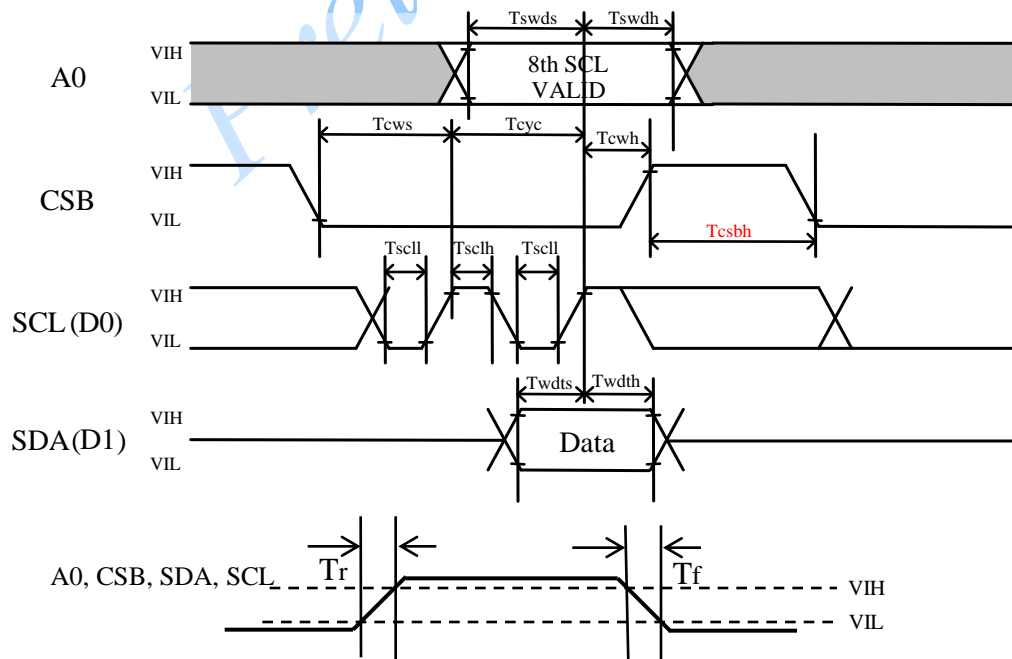 Tswds Tswdh
VIH
A0
8th SCL
VALID
VIL
Tcws Tcyc Tcwh
VIH
CSB
VIL
Tcsbh
Tscll Tsclh Tscll
VIH
SCL (D0)
VIL
Twdts Twdth
VIH
SDA (D1)
Data
VIL
Tr Tf
A0, CSB, SDA, SCL
VIH
VIL